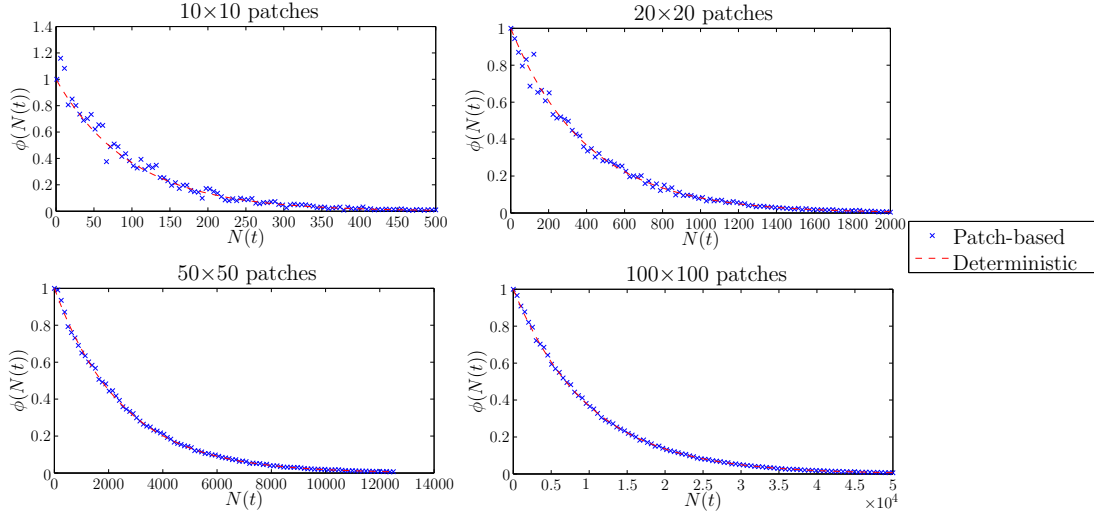 10×10 patches
1.4
1.2
1
0.8
0.6
0.4
0.2
0
0 50 100 150 200 250 300 350 400 450 500
N(t)
ϕ(N(t))
20×20 patches
1
0.8
0.6
0.4
0.2
0
0 200 400 600 800 1000 1200 1400 1600 1800 2000
N(t)
ϕ(N(t))
Patch-based
Deterministic
50×50 patches
1
0.8
0.6
0.4
0.2
0
0 2000 4000 6000 8000 10000 12000 14000
N(t)
ϕ(N(t))
100×100 patches
1
0.8
0.6
0.4
0.2
0
0 0.5 1 1.5 2 2.5 3 3.5 4 4.5 5
×10⁴
N(t)
ϕ(N(t))